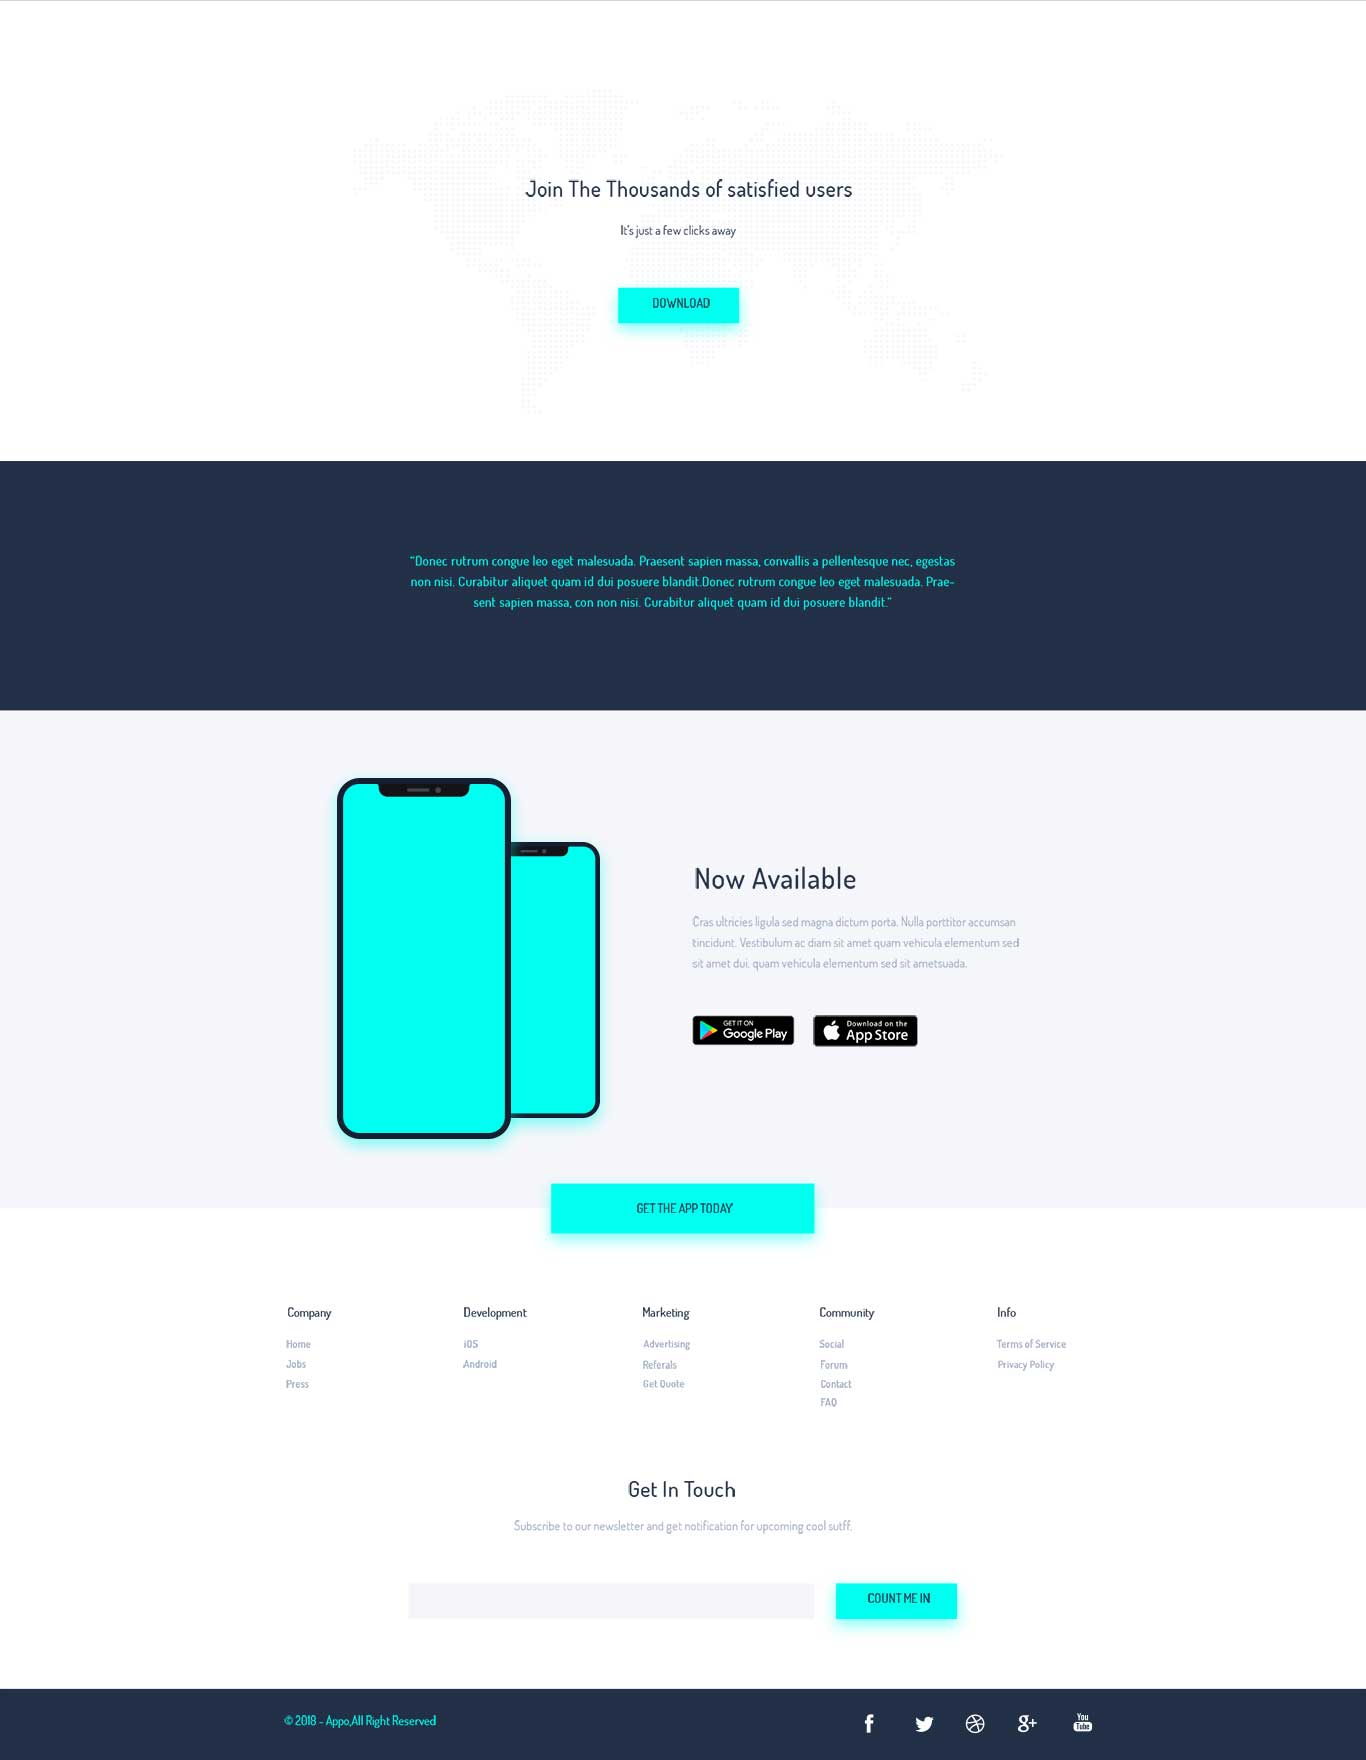 Join The Thousands of satisfied users
It's just a few clicks away
DOWNLOAD
“Donec rutrum congue leo eget malesuada. Praesent sapien massa, convallis a pellentesque nec, egestas
non nisi. Curabitur aliquet quam id dui posuere blandit.Donec rutrum congue leo eget malesuada. Prae-
sent sapien massa, con non nisi. Curabitur aliquet quam id dui posuere blandit.”
Now Available
Cras ultricies ligula sed magna dictum porta. Nulla porttitor accumsan
tincidunt. Vestibulum ac diam sit amet quam vehicula elementum sed
sit amet dui. quam vehicula elementum sed sit ametsuada.
GET IT ON
Google Play
Download on the
App Store
GET THE APP TODAY
Company
Home
Jobs
Press
Development
iOS
Android
Marketing
Advertising
Referals
Get Quote
Community
Social
Forum
Contact
FAQ
Info
Terms of Service
Privacy Policy
Get In Touch
Subscribe to our newsletter and get notification for upcoming cool sutff.
COUNT ME IN
© 2018 - Appo,All Right Reserved
f
g+
You
Tube